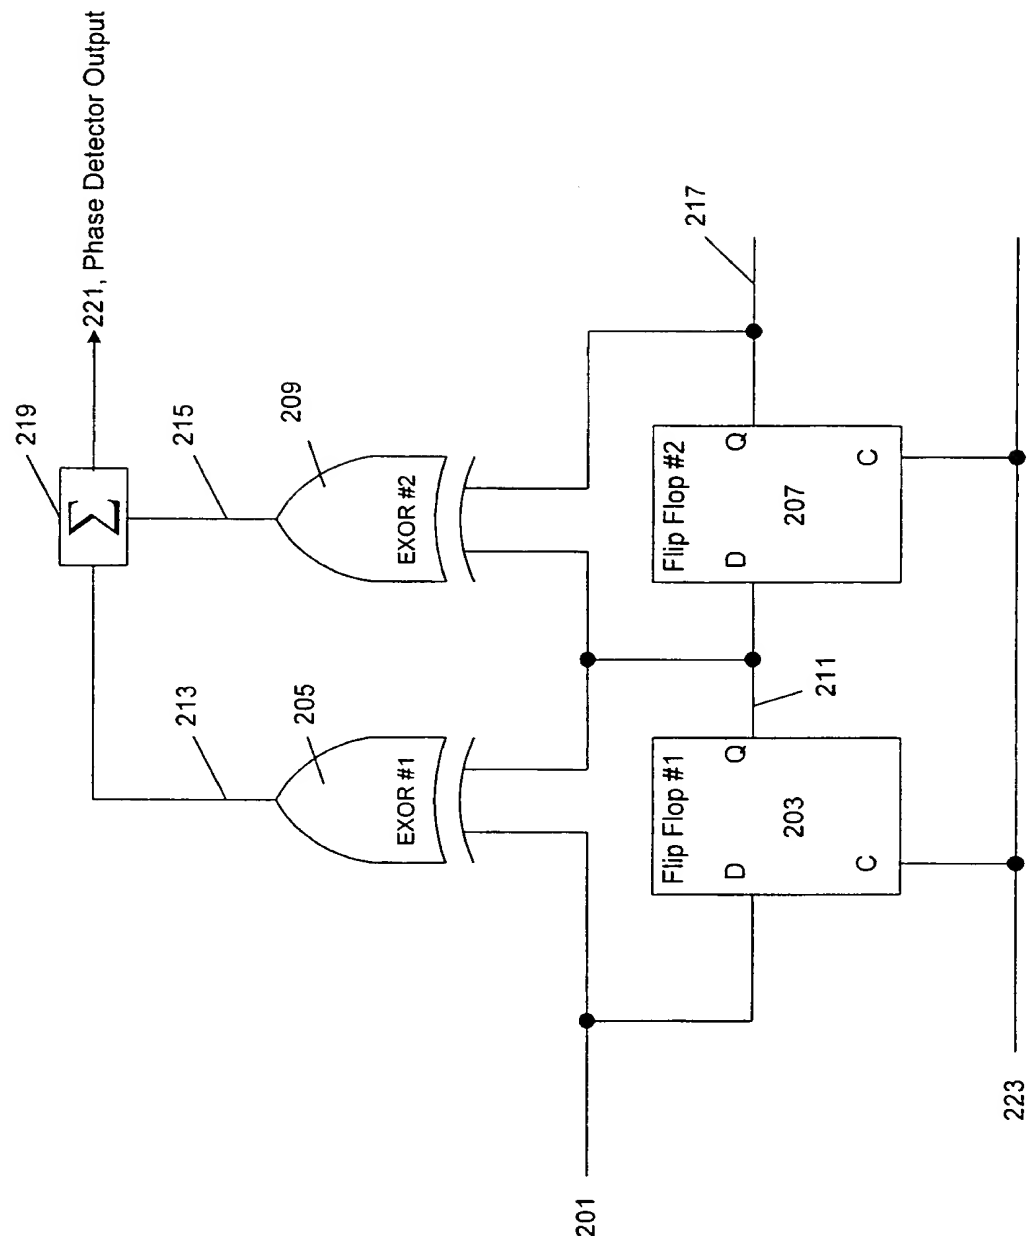 219
221, Phase Detector Output
213
215
205
209
EXOR #1
EXOR #2
217
201
Flip Flop #1
D
Q
203
C
211
Flip Flop #2
D
Q
207
C
223
Σ